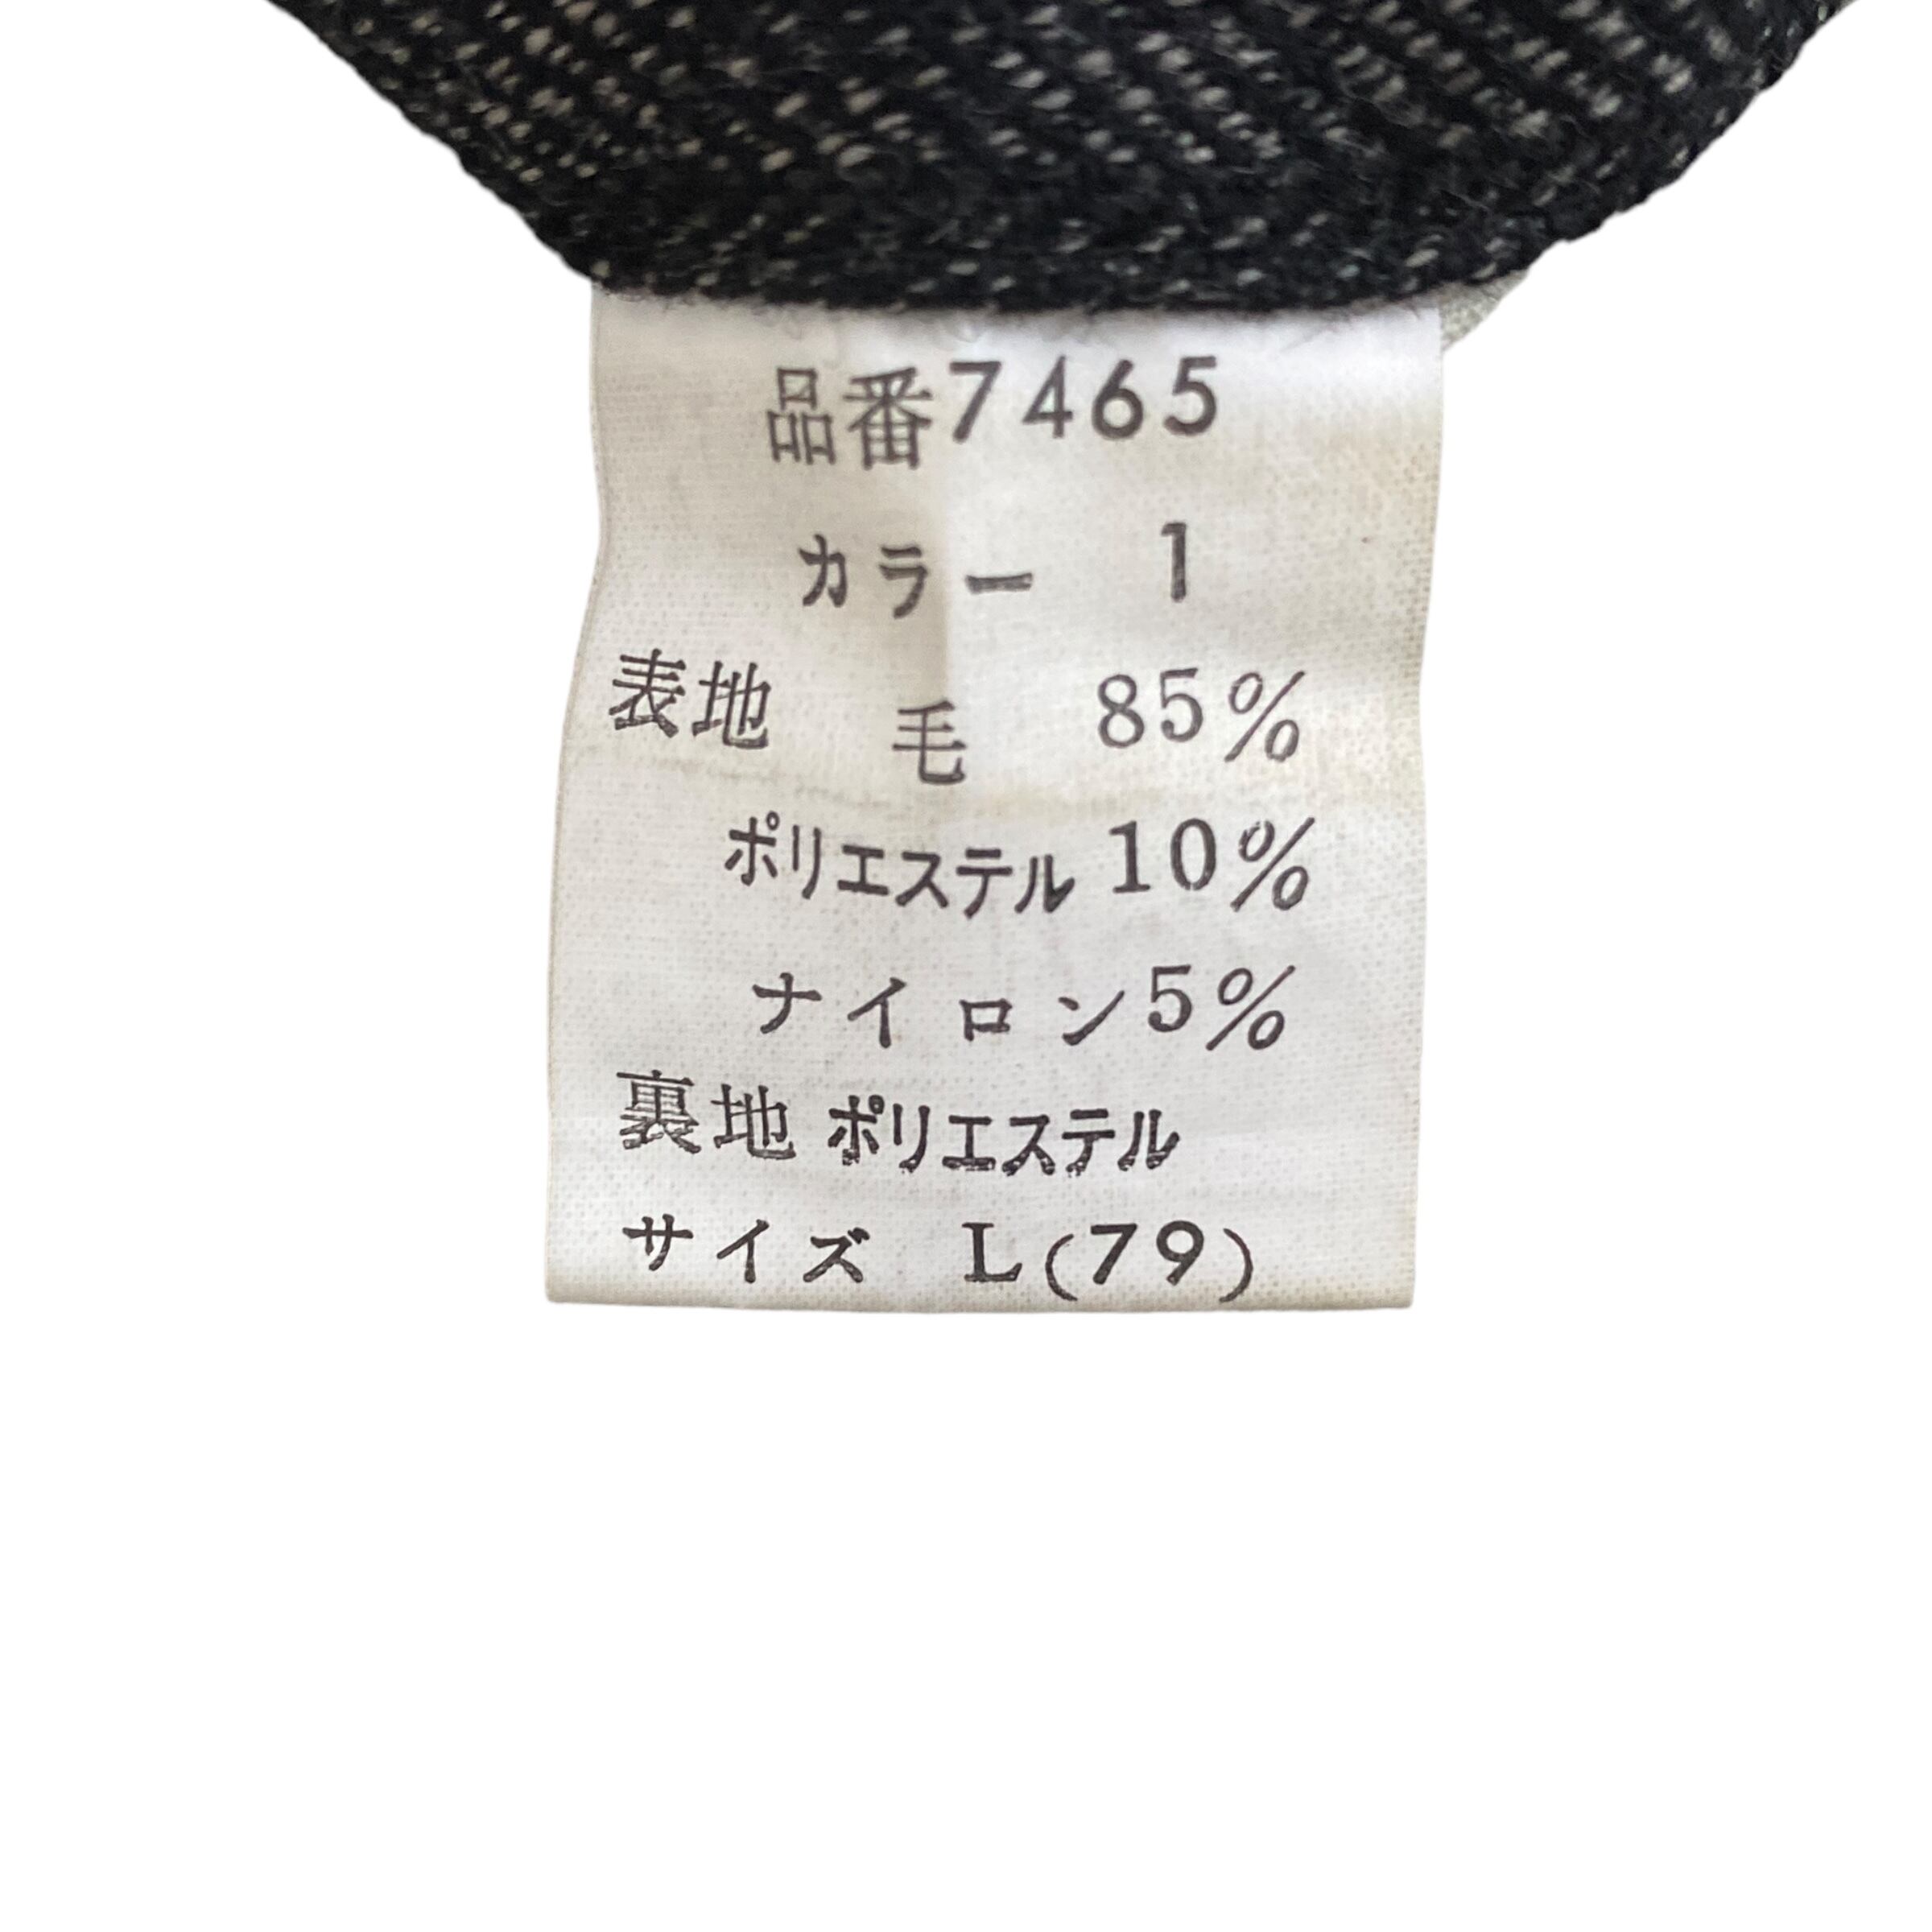 品番7465
カラー 1
表地 毛 85%
ポリエステル 10%
ナイロン 5%
裏地 ポリエステル
サイズ L(79)